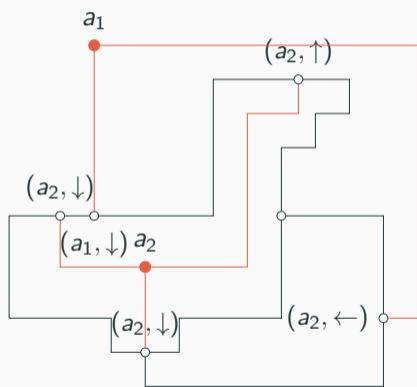 a₁
(a₂, ↑)
(a₂, ↓)
(a₁, ↓) a₂
(a₂, ↓)
(a₂, ←)